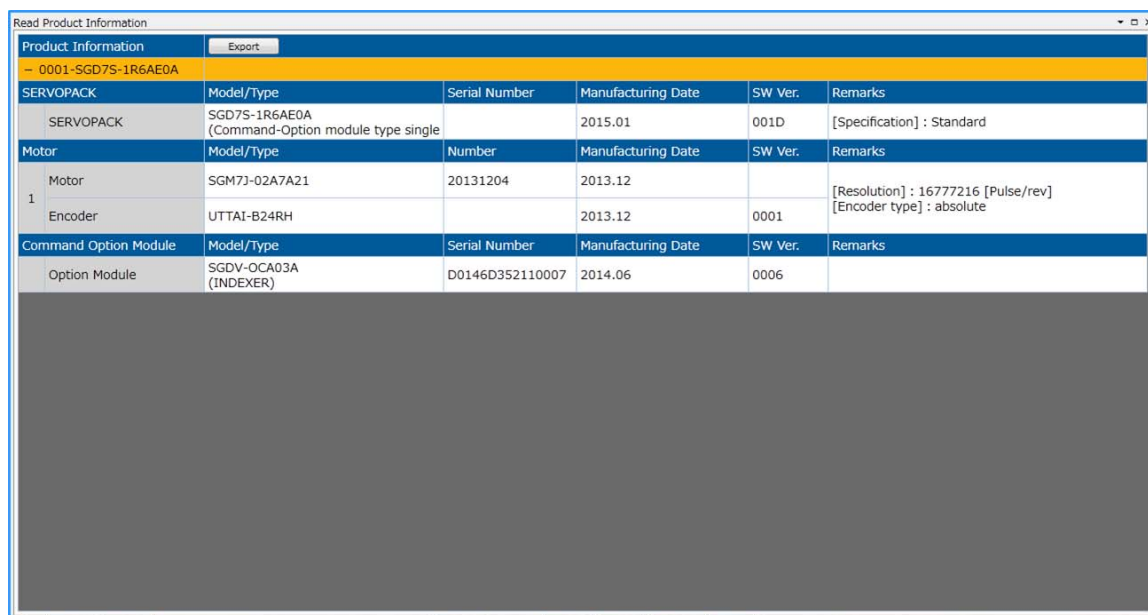 Read Product Information
Product Information Export
− 0001-SGD7S-1R6AE0A
SERVOPACK Model/Type Serial Number Manufacturing Date SW Ver. Remarks
SERVOPACK SGD7S-1R6AE0A
(Command-Option module type single 2015.01 001D [Specification] : Standard
Motor Model/Type Number Manufacturing Date SW Ver. Remarks
1 Motor SGM7J-02A7A21 20131204 2013.12 [Resolution] : 16777216 [Pulse/rev]
Encoder UTTAI-B24RH 2013.12 0001 [Encoder type] : absolute
Command Option Module Model/Type Serial Number Manufacturing Date SW Ver. Remarks
Option Module SGDV-OCA03A
(INDEXER) D0146D352110007 2014.06 0006